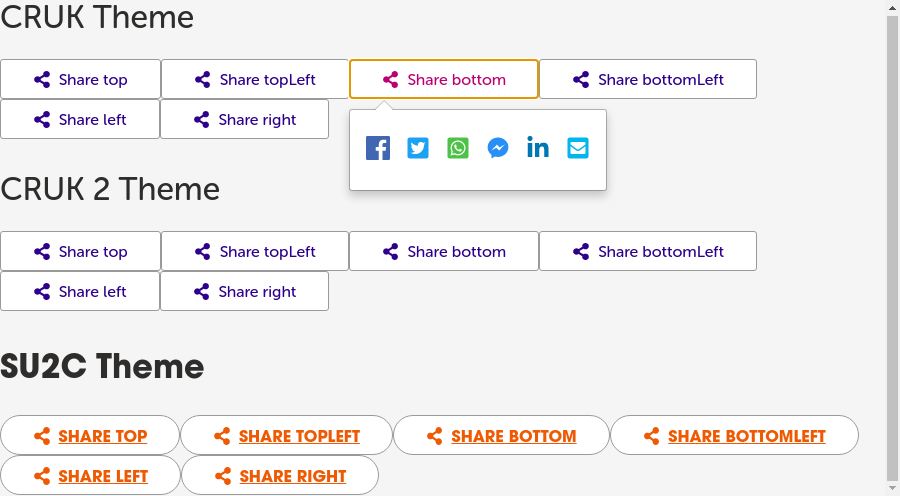 CRUK Theme
Share top Share topLeft Share bottom Share bottomLeft
Share left Share right
CRUK 2 Theme
Share top Share topLeft Share bottom Share bottomLeft
Share left Share right
SU2C Theme
SHARE TOP SHARE TOPLEFT SHARE BOTTOM SHARE BOTTOMLEFT
SHARE LEFT SHARE RIGHT